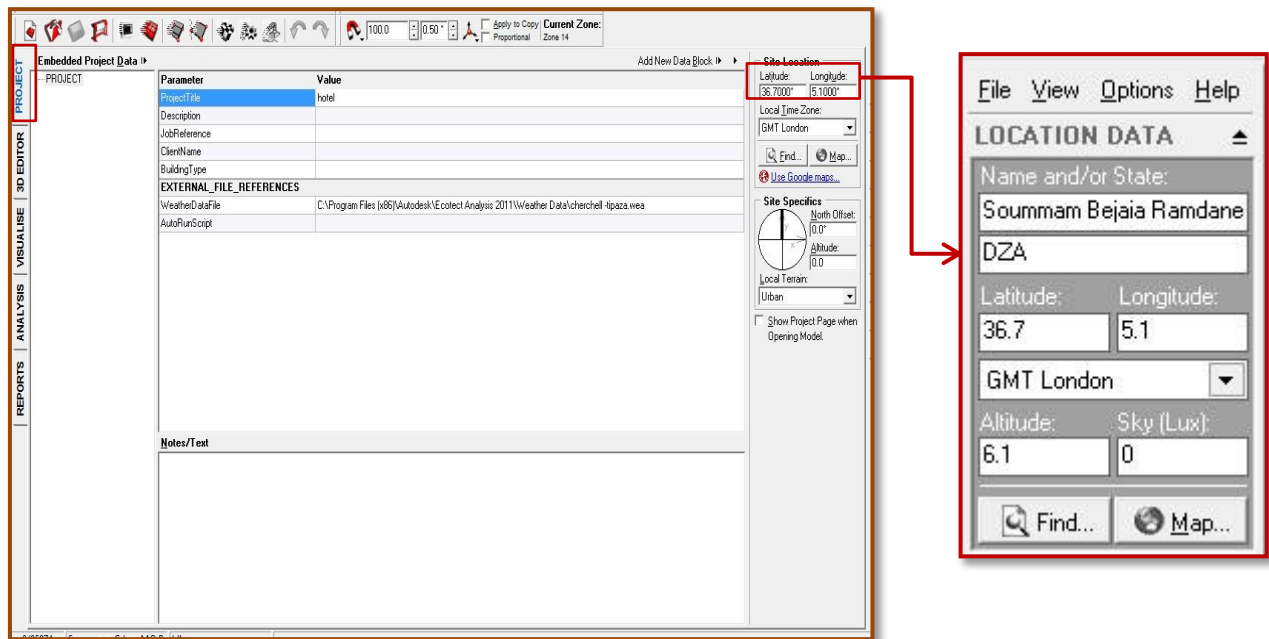 100.0
0.50 °
Apply to Copy
Proportional
Current Zone:
Zone 14
PROJECT
3D EDITOR
VISUALISE
ANALYSIS
REPORTS
Embedded Project Data
Add New Data Block
PROJECT
Parameter Value
ProjectTitle hotel
Description
JobReference
ClientName
BuildingType
EXTERNAL_FILE_REFERENCES
WeatherDataFile C:\Program Files (x86)\Autodesk\Ecotect Analysis 2011\Weather Data\cherchell -tipaza.wea
AutoRunScript
Notes/Text
Site Location
Latitude: Longitude:
36.7000° 5.1000°
Local Time Zone:
GMT London
Find... Map...
Use Google maps...
Site Specifics
North Offset:
0.0°
y
x
Altitude:
0.0
Local Terrain:
Urban
Show Project Page when
Opening Model.
File View Options Help
LOCATION DATA
Name and/or State:
Soummam Bejaia Ramdane
DZA
Latitude: Longitude:
36.7 5.1
GMT London
Altitude: Sky (Lux):
6.1 0
Find... Map...